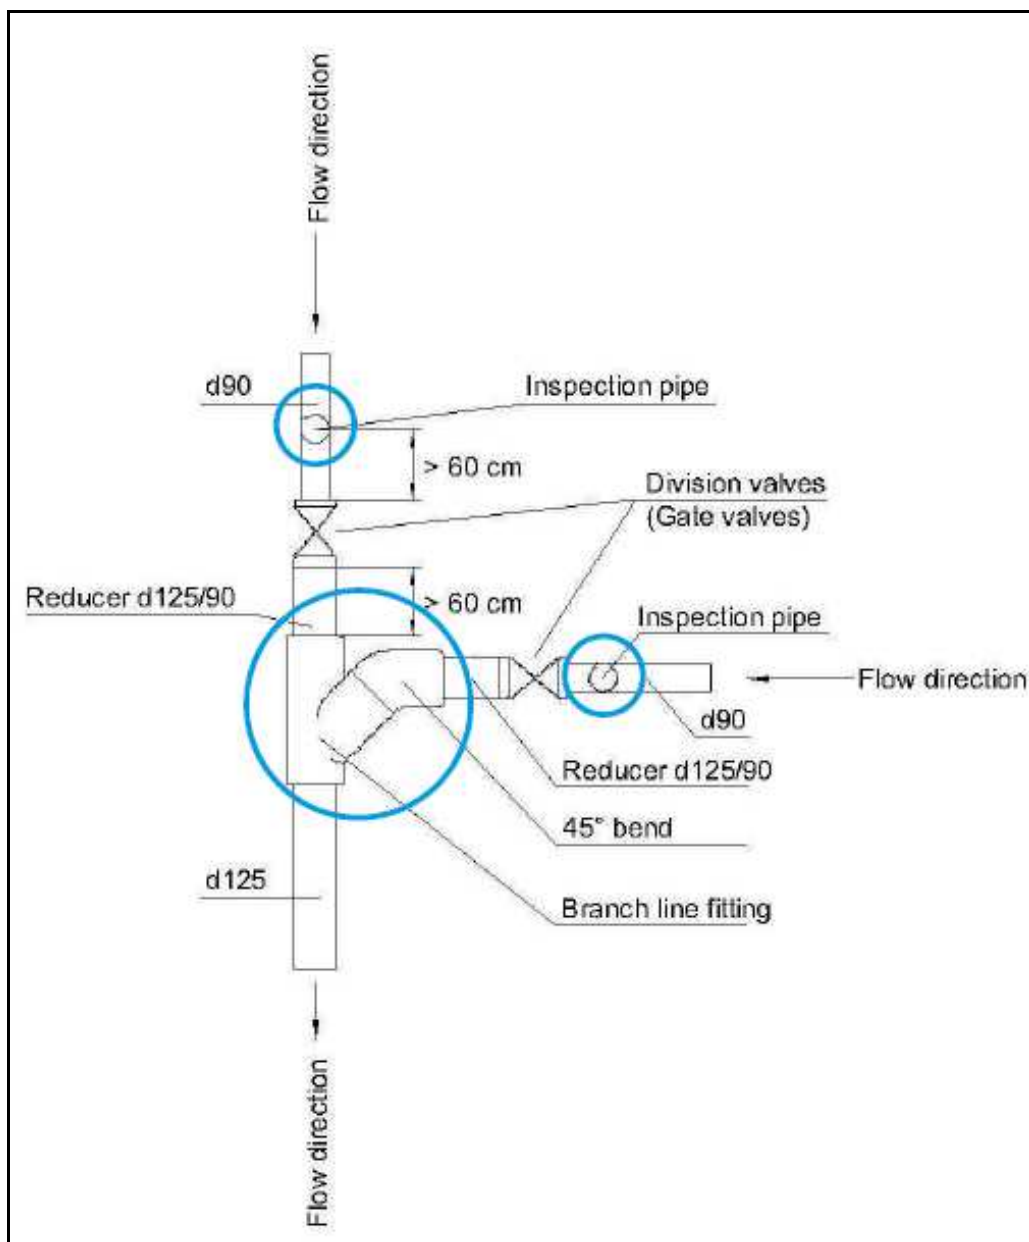 Flow direction
d90
Inspection pipe
> 60 cm
Division valves
(Gate valves)
Reducer d125/90
> 60 cm
Inspection pipe
Flow direction
d90
Reducer d125/90
45° bend
d125
Branch line fitting
Flow direction